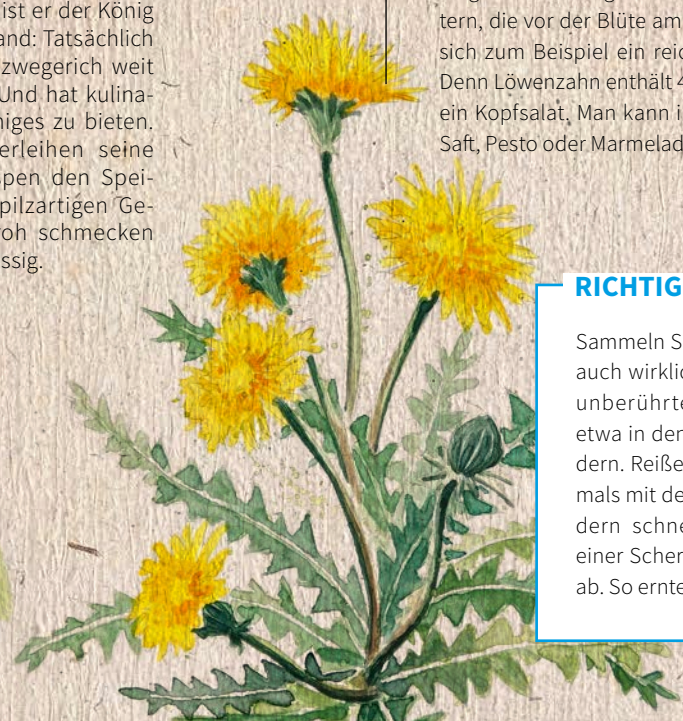 ist er der König
and: Tatsächlich
zwegerich weit
Und hat kulina-
niges zu bieten.
erleihen seine
spen den Spei-
pilzartigen Ge-
oh schmecken
ssig.
tern, die vor der Blüte am
sich zum Beispiel ein reic
Denn Löwenzahn enthält 4
ein Kopfsalat. Man kann i
Saft, Pesto oder Marmelad
RICHTIG
Sammeln S
auch wirklic
unberührte
etwa in den
dern. Reiße
mals mit de
dern schne
einer Scher
ab. So ernte